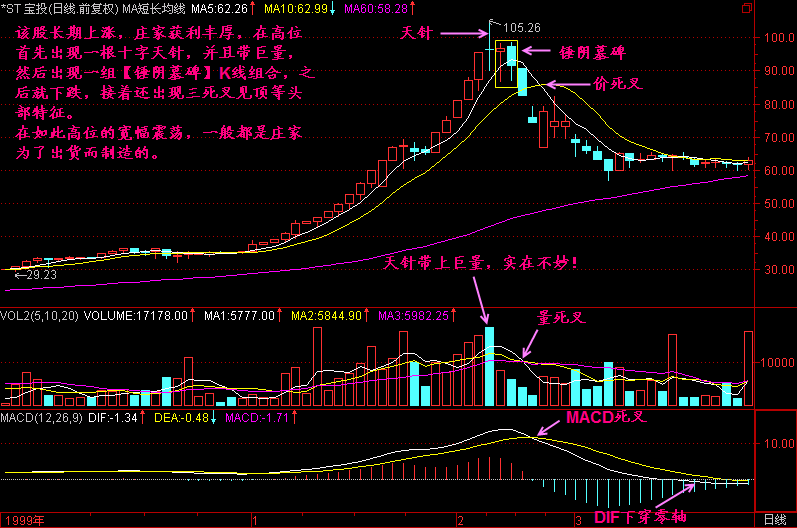 *ST宝投(日线.前复权) MA短长均线 MA5:62.26↑ MA10:62.99↓ MA60:58.28↑
该股长期上涨，庄家获利丰厚，在高位
首先出现一根十字天针，并且带巨量，
然后出现一组【锤阴墓碑】K线组合，之
后就下跌，接着还出现三死叉见顶等头
部特征。
在如此高位的宽幅震荡，一般都是庄家
为了出货而制造的。
天针
105.26
锤阴墓碑
价死叉
100.0
90.00
80.00
70.00
60.00
50.00
40.00
30.00
←29.23
天针带上巨量，实在不妙！
VOL2(5,10,20) VOLUME:17178.00↑ MA1:5777.00↑ MA2:5844.90↑ MA3:5982.25↑
量死叉
10000
MACD(12,26,9) DIF:-1.34↑ DEA:-0.48↓ MACD:-1.71↑
MACD死叉
10.00
DIF下穿零轴
1999年 1 2 3 日线